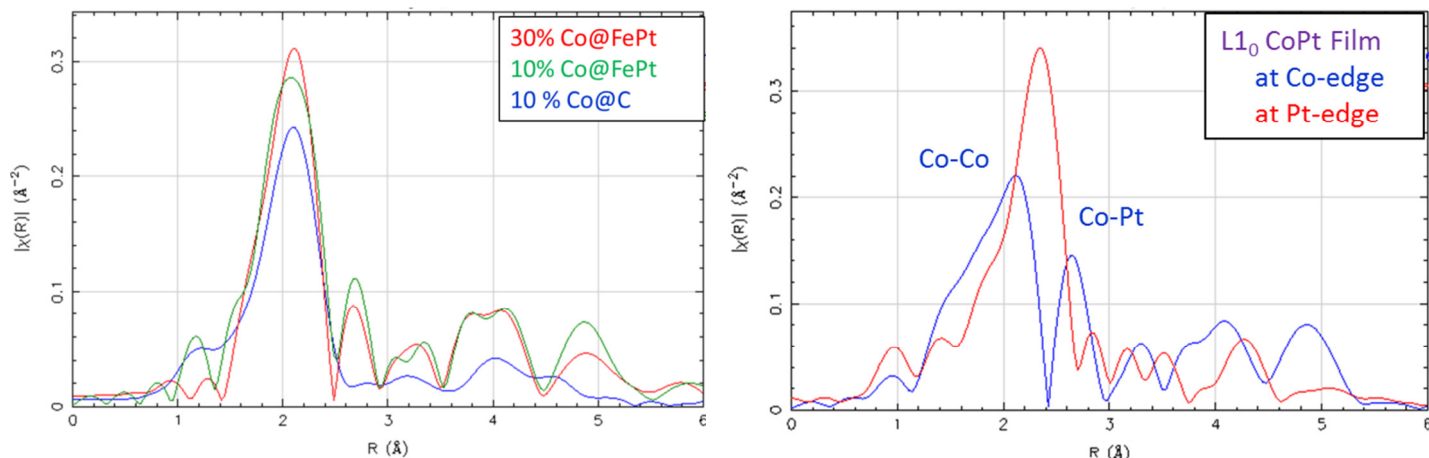 30% Co@FePt
10% Co@FePt
10 % Co@C
|χ(R)| (Å⁻²)
0.3
0.2
0.1
0
0 1 2 3 4 5 6
R (Å)
L1₀ CoPt Film
at Co-edge
at Pt-edge
Co-Co
Co-Pt
|χ(R)| (Å⁻²)
0.3
0.2
0.1
0
0 1 2 3 4 5 6
R (Å)